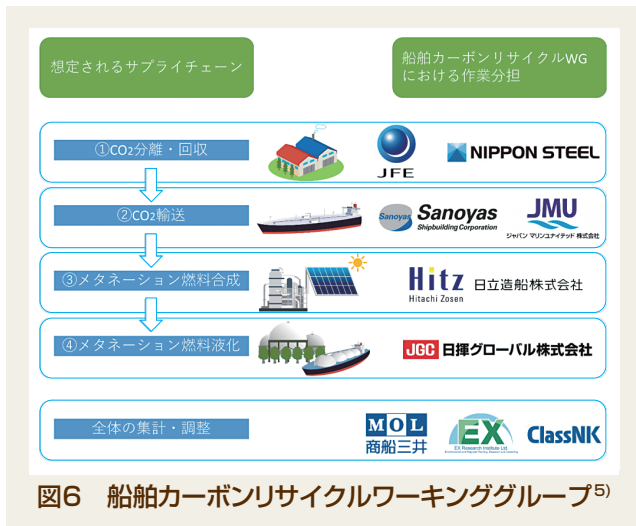 想定されるサプライチェーン
船舶カーボンリサイクルWG
における作業分担
①CO2分離・回収
JFE
NIPPON STEEL
②CO2輸送
Sanoyas
Sanoyas
Shipbuilding Corporation
JMU
ジャパン マリンユナイテッド 株式会社
③メタネーション燃料合成
Hitz
Hitachi Zosen
日立造船株式会社
④メタネーション燃料液化
JGC 日揮グローバル株式会社
全体の集計・調整
MOL
商船三井
EX
EX Research Institute Ltd.
ClassNK
図6 船舶カーボンリサイクルワーキンググループ5)